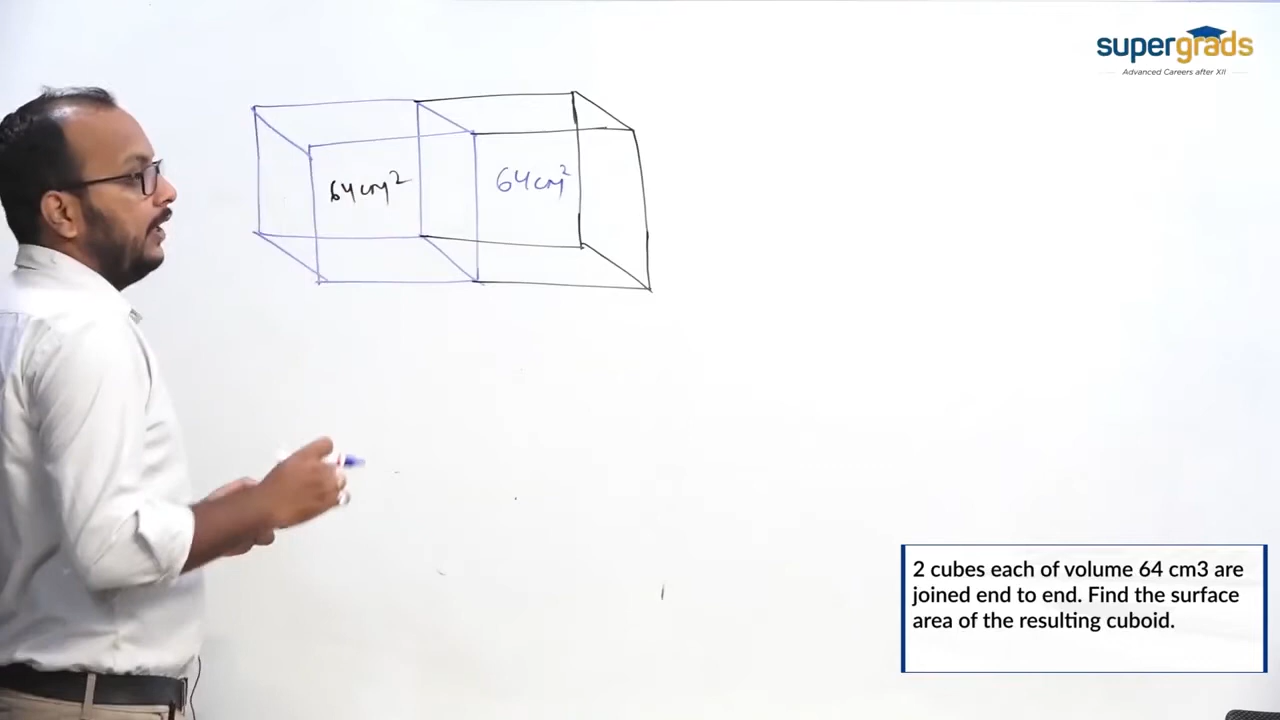 supergrads
Advanced Careers after XII
64 cm²
64 cm²
2 cubes each of volume 64 cm3 are
joined end to end. Find the surface
area of the resulting cuboid.